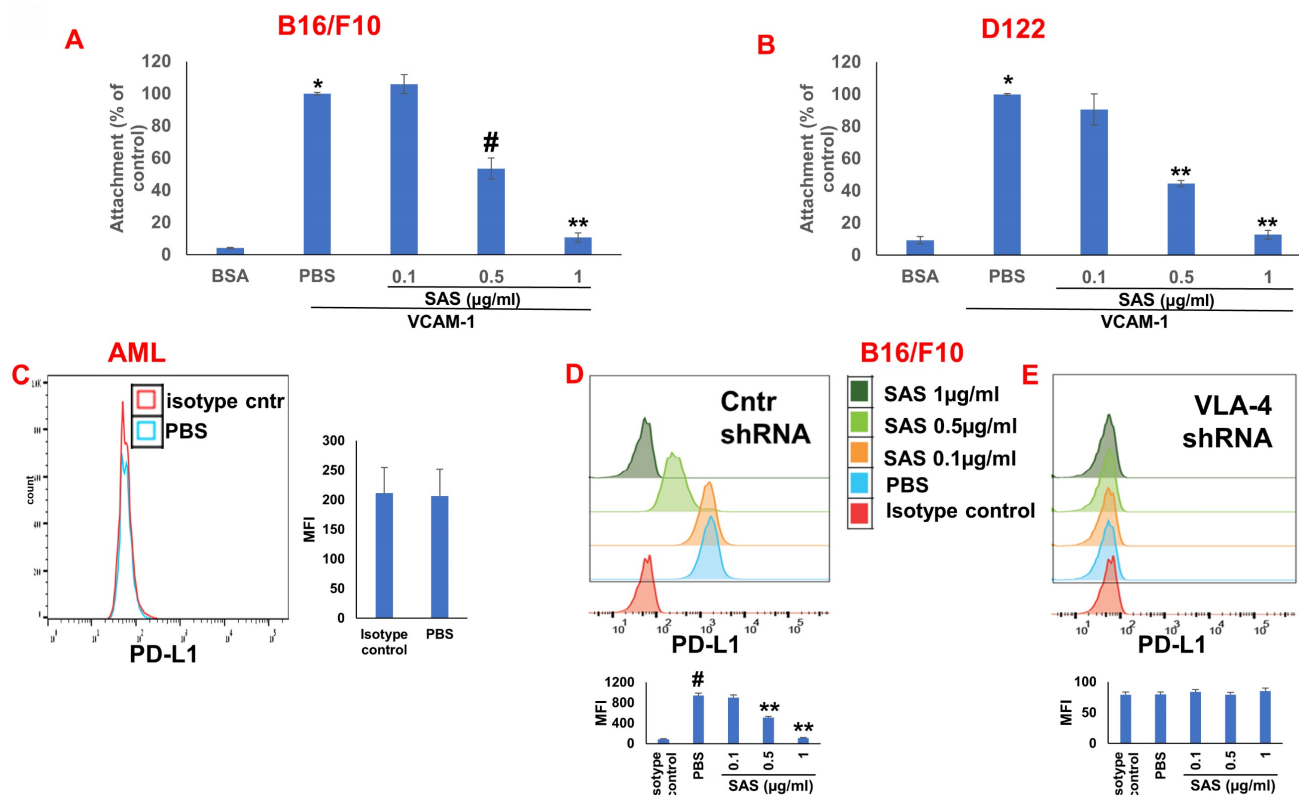 A
B16/F10
Attachment (% of
control)
120
100
80
60
40
20
0
*
#
**
BSA
PBS
0.1
0.5
1
SAS (µg/ml)
VCAM-1
B
D122
Attachment (% of
control)
120
100
80
60
40
20
0
*
**
**
BSA
PBS
0.1
0.5
1
SAS (µg/ml)
VCAM-1
C
AML
isotype cntr
PBS
count
PD-L1
MFI
300
250
200
150
100
50
0
Isotype
control
PBS
D
B16/F10
Cntr
shRNA
10¹ 10² 10³ 10⁴ 10⁵
PD-L1
SAS 1µg/ml
SAS 0.5µg/ml
SAS 0.1µg/ml
PBS
Isotype control
MFI
1200
800
400
0
#
**
**
Isotype
control
PBS
0.1
0.5
1
SAS (µg/ml)
E
VLA-4
shRNA
10¹ 10² 10³ 10⁴ 10⁵
PD-L1
MFI
100
50
0
Isotype
control
PBS
0.1
0.5
1
SAS (µg/ml)